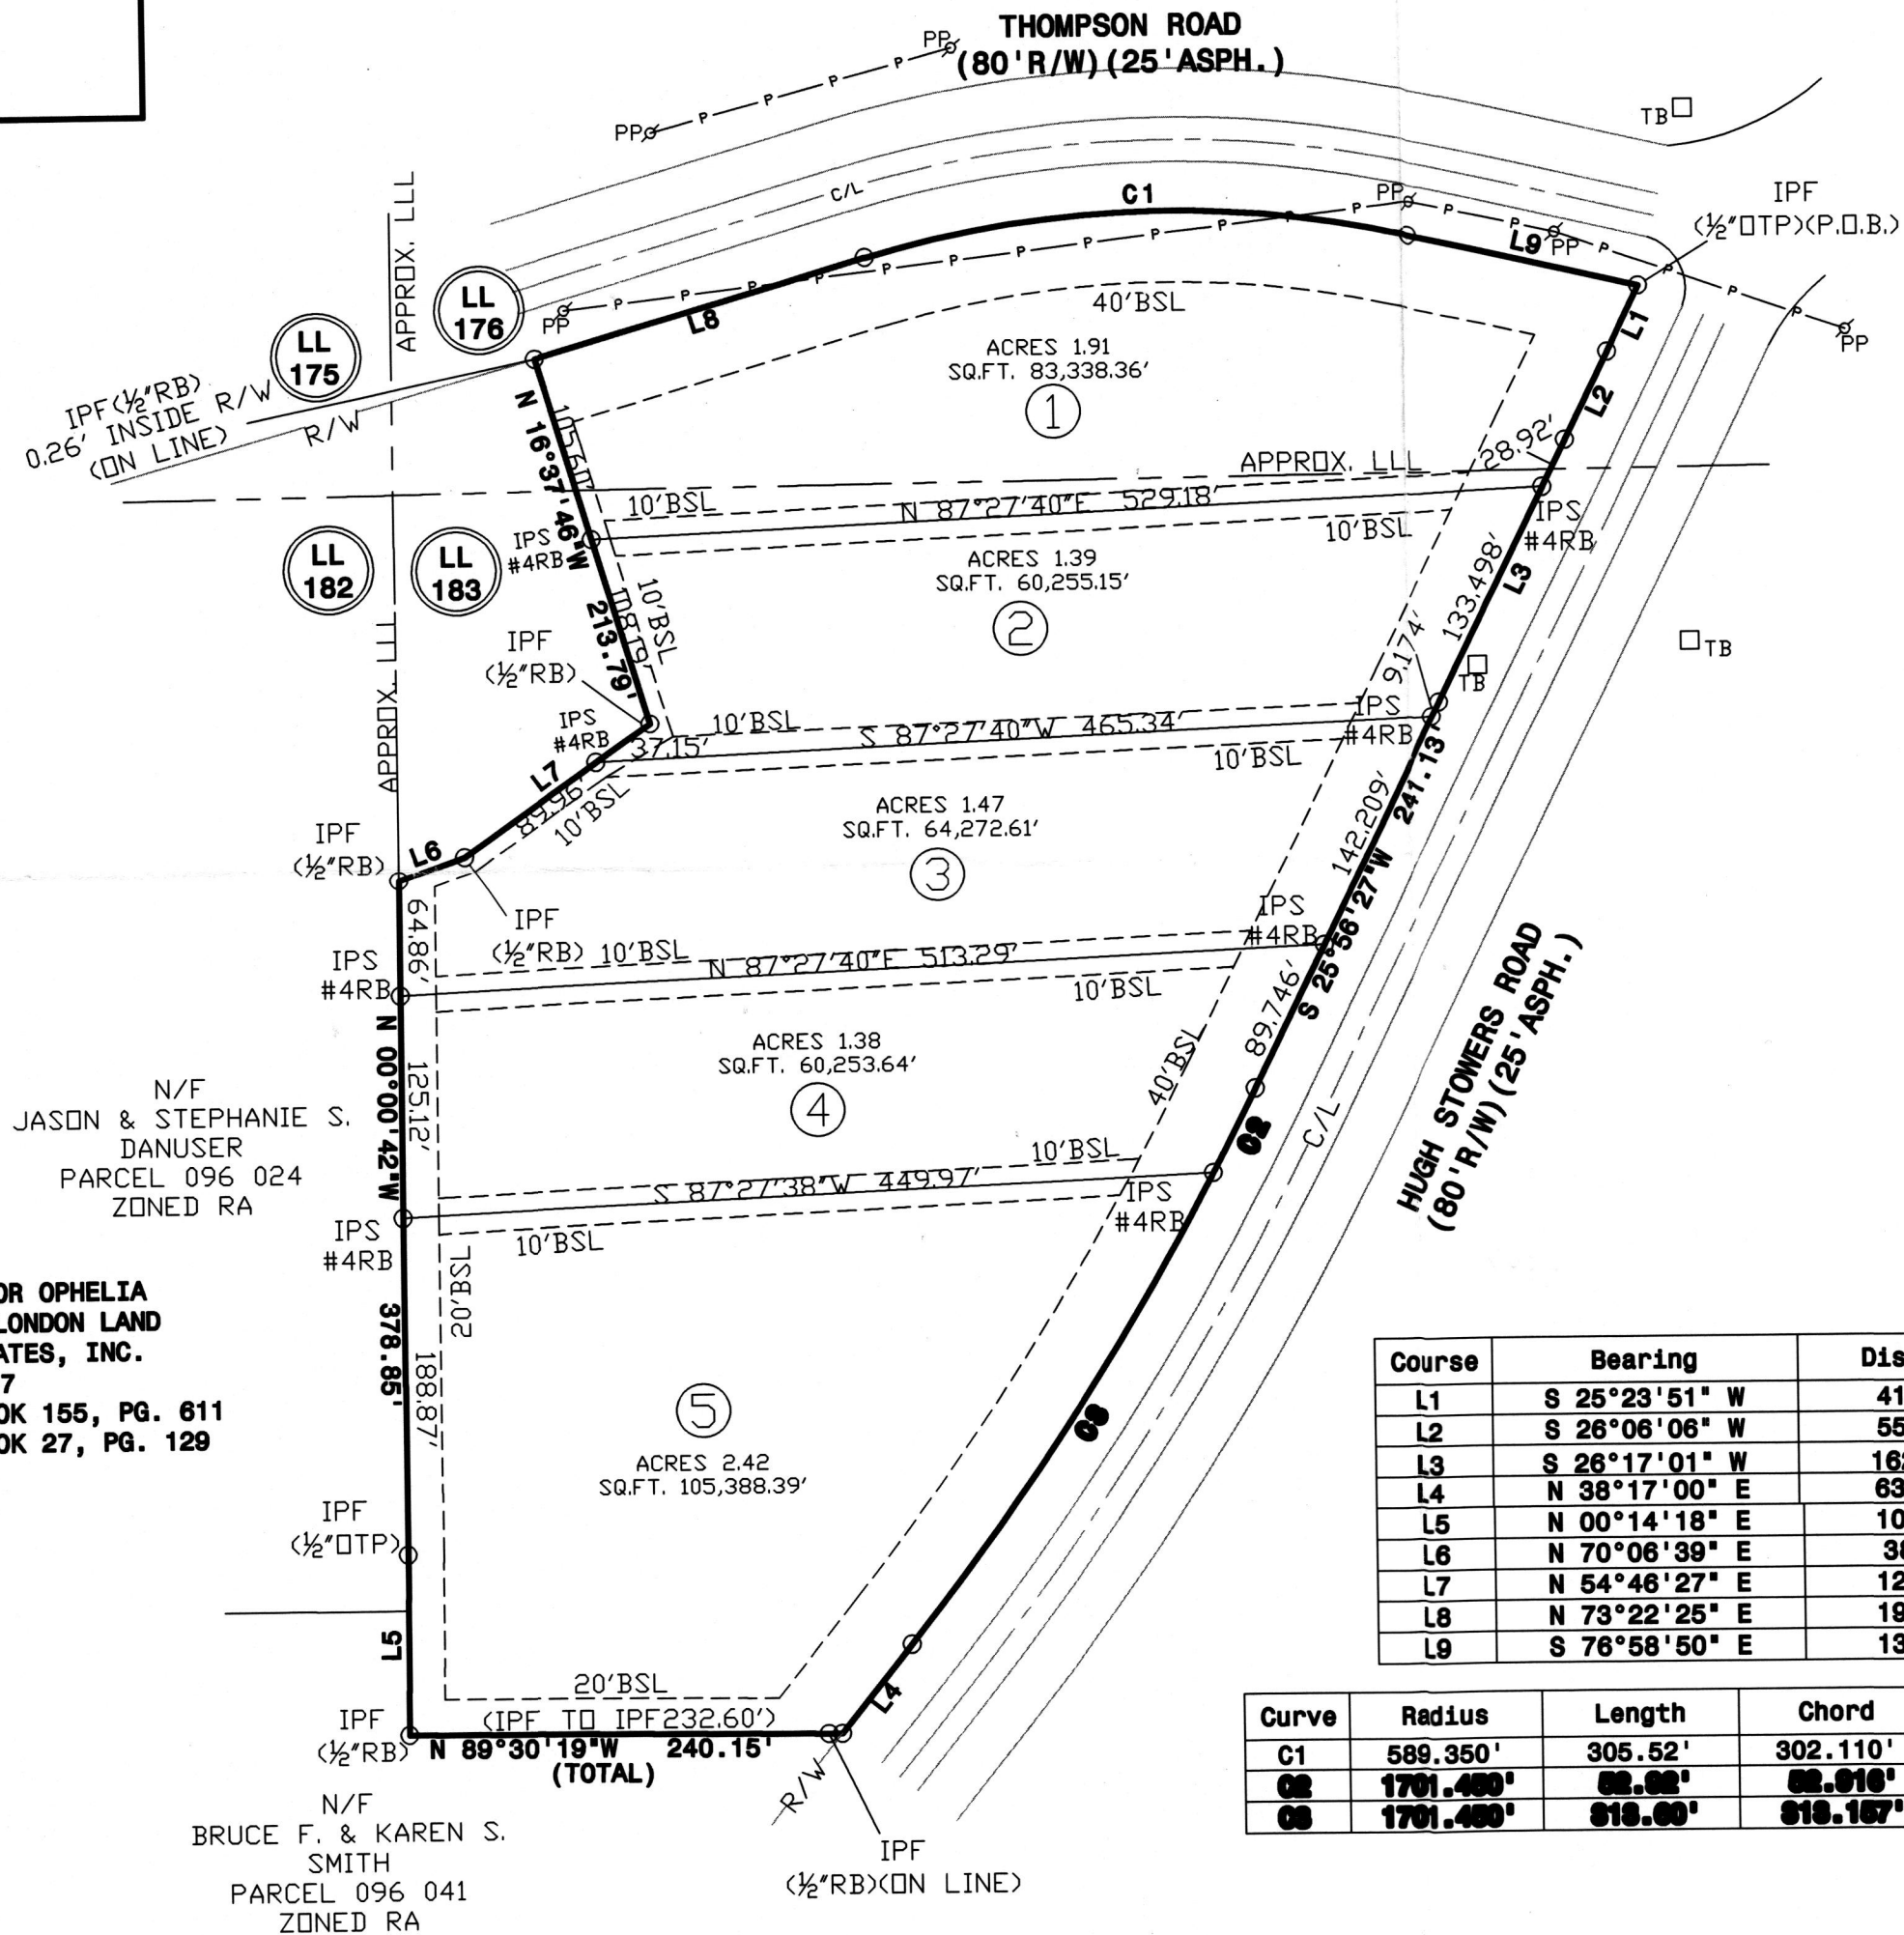 THOMPSON ROAD
(80'R/W)(25'ASPH.)
PP
P
P
P
PP
TB
IPF
(½"OTP)(P.O.B.)
C/L
C1
PP
P
P
P
P
P
P
P
P
P
P
P
P
L9
PP
P
P
P
PP
PP
L8
L1
L2
APPROX. LLL
LL
176
LL
175
IPF(½"RB)
0.26' INSIDE R/W
(ON LINE)
R/W
40'BSL
ACRES 1.91
SQ.FT. 83,338.36'
1
N 16°37'46"W
213.79'
105.60'
28.92'
APPROX. LLL
10'BSL
N 87°27'40"E 529.18'
10'BSL
IPS
#4RB
IPS
#4RB
LL
182
LL
183
ACRES 1.39
SQ.FT. 60,255.15'
2
10'BSL
108.19'
L3
133.498'
9.174'
TB
TB
IPF
(½"RB)
APPROX. LLL
IPS
#4RB
37.15'
10'BSL
S 87°27'40"W 465.34'
10'BSL
IPS
#4RB
L7
89.96'
10'BSL
ACRES 1.47
SQ.FT. 64,272.61'
3
142.209'
S 25°56'27"W 241.13'
IPF
(½"RB)
L6
64.86'
IPF
(½"RB)
10'BSL
N 87°27'40"E 513.29'
10'BSL
IPS
#4RB
IPS
#4RB
89.746'
HUGH STOWERS ROAD
(80'R/W)(25'ASPH.)
C/L
N 00°00'42"W
378.85'
125.12'
ACRES 1.38
SQ.FT. 60,253.64'
4
40'BSL
C2
N/F
JASON & STEPHANIE S.
DANUSER
PARCEL 096 024
ZONED RA
10'BSL
S 87°27'38"W 449.97'
IPS
#4RB
IPS
#4RB
10'BSL
20'BSL
188.87'
OR OPHELIA
LONDON LAND
ATES, INC.
7
OK 155, PG. 611
OK 27, PG. 129
5
ACRES 2.42
SQ.FT. 105,388.39'
C3
IPF
(½"OTP)
L5
L4
20'BSL
(IPF TO IPF232.60')
IPF
(½"RB)
N 89°30'19"W 240.15'
(TOTAL)
R/W
IPF
(½"RB)(ON LINE)
N/F
BRUCE F. & KAREN S.
SMITH
PARCEL 096 041
ZONED RA
Course Bearing Dis
L1 S 25°23'51" W 41
L2 S 26°06'06" W 55
L3 S 26°17'01" W 162
L4 N 38°17'00" E 63
L5 N 00°14'18" E 10
L6 N 70°06'39" E 38
L7 N 54°46'27" E 12
L8 N 73°22'25" E 19
L9 S 76°58'50" E 13
Curve Radius Length Chord
C1 589.350' 305.52' 302.110'
C2 1701.450'
C3 1701.450'